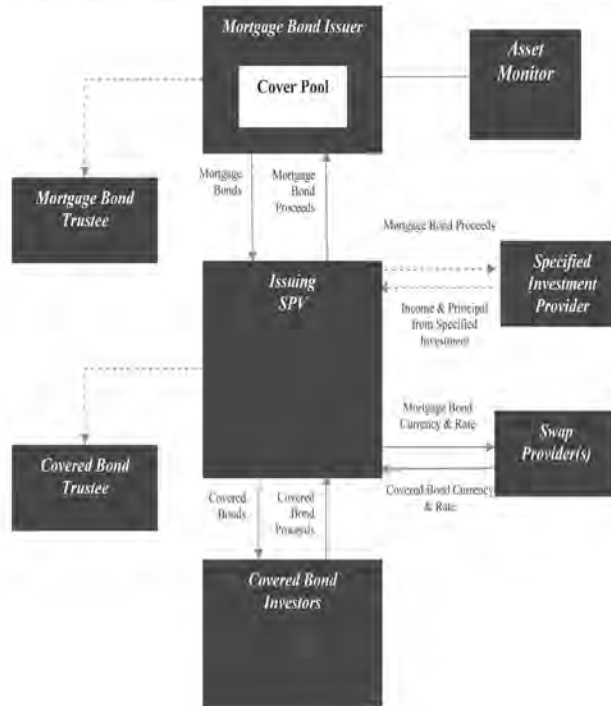 Mortgage Bond Issuer
Cover Pool
Asset
Monitor
Mortgage
Bonds
Mortgage
Bond
Proceeds
Mortgage Bond
Trustee
Mortgage Bond Proceeds
Issuing
SPV
Specified
Investment
Provider
Income & Principal
from Specified
Investment
Mortgage Bond
Currency & Rate
Swap
Provider(s)
Covered Bond Currency
& Rate
Covered Bond
Trustee
Covered
Bonds
Covered
Bond
Proceeds
Covered Bond
Investors